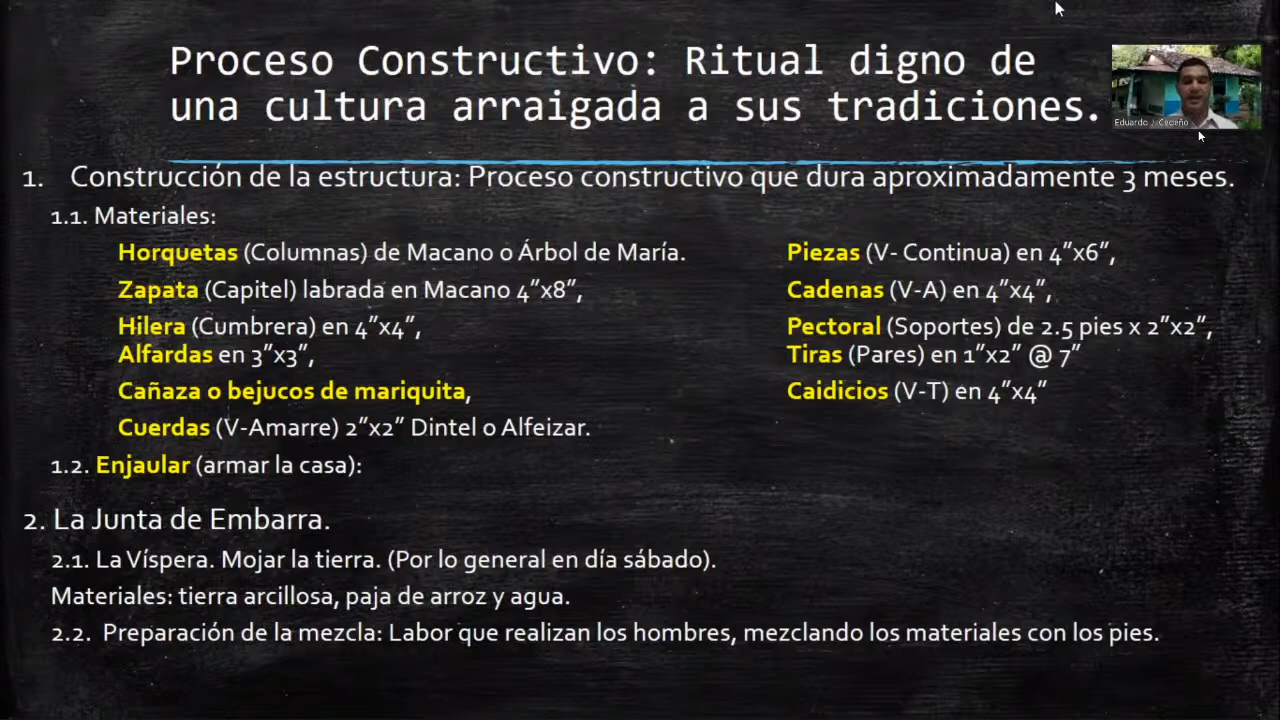 Proceso Constructivo: Ritual digno de
una cultura arraigada a sus tradiciones.
Eduardo J Cedeño
1. Construcción de la estructura: Proceso constructivo que dura aproximadamente 3 meses.
1.1. Materiales:
Horquetas (Columnas) de Macano o Árbol de María.
Zapata (Capitel) labrada en Macano 4”x8”,
Hilera (Cumbrera) en 4”x4”,
Alfardas en 3”x3”,
Cañaza o bejucos de mariquita,
Cuerdas (V-Amarre) 2”x2” Dintel o Alfeizar.
Piezas (V- Continua) en 4”x6”,
Cadenas (V-A) en 4”x4”,
Pectoral (Soportes) de 2.5 pies x 2”x2”,
Tiras (Pares) en 1”x2” @ 7”
Caidicios (V-T) en 4”x4”
1.2. Enjaular (armar la casa):
2. La Junta de Embarra.
2.1. La Víspera. Mojar la tierra. (Por lo general en día sábado).
Materiales: tierra arcillosa, paja de arroz y agua.
2.2. Preparación de la mezcla: Labor que realizan los hombres, mezclando los materiales con los pies.